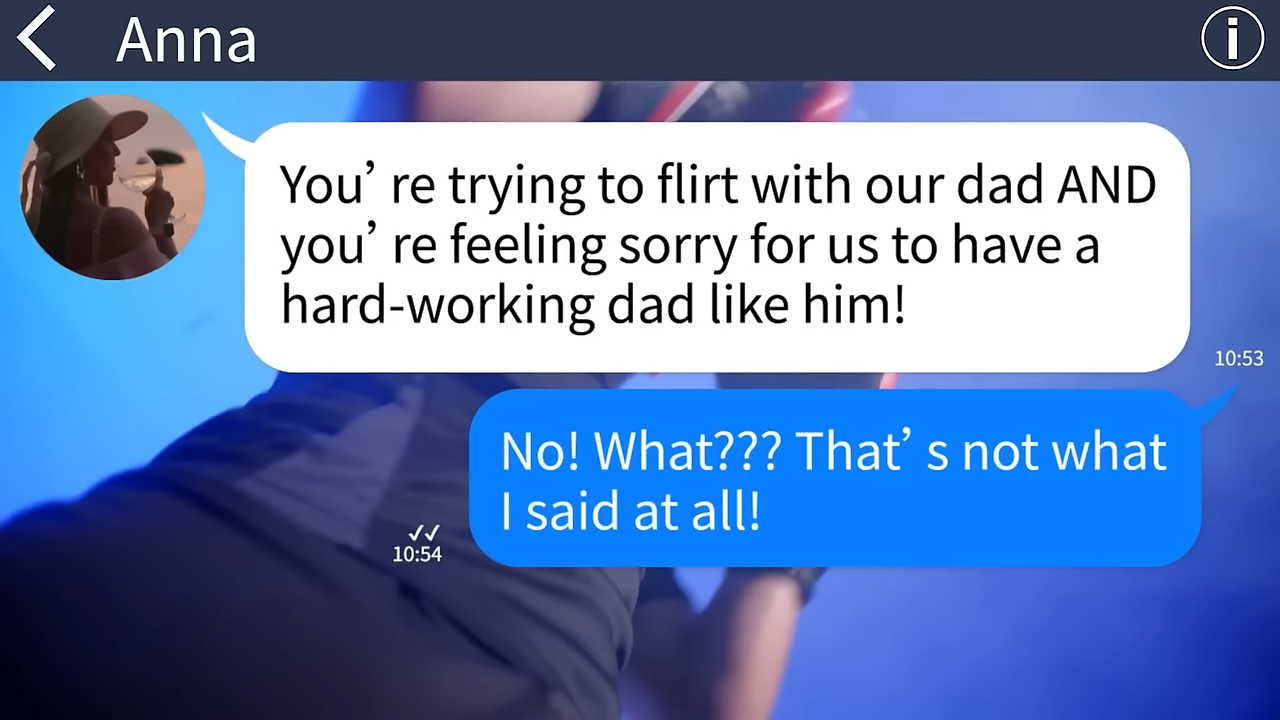 Anna
You’ re trying to flirt with our dad AND
you’ re feeling sorry for us to have a
hard-working dad like him!
10:53
No! What??? That’ s not what
I said at all!
10:54